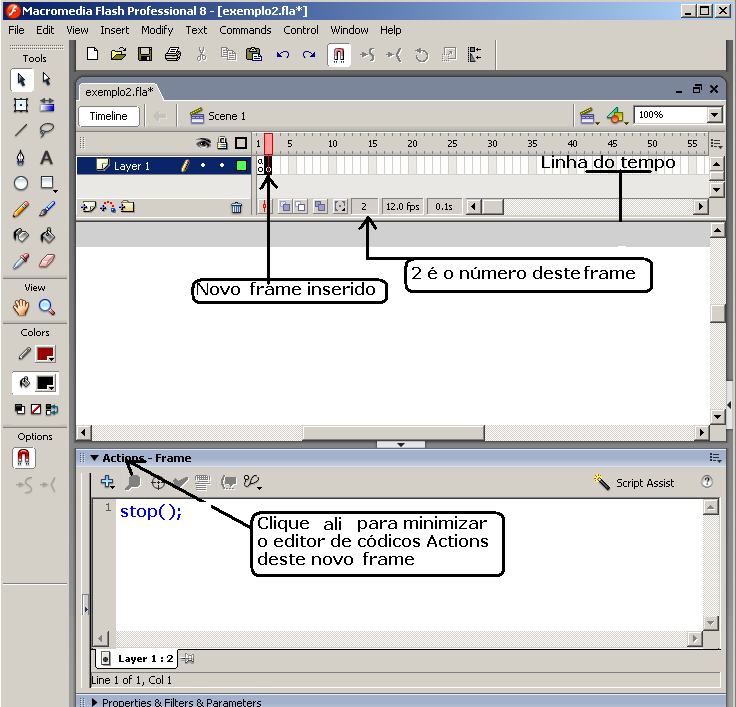 Macromedia Flash Professional 8 - [exemplo2.fla*]
File Edit View Insert Modify Text Commands Control Window Help
Tools
exemplo2.fla*
Timeline
Scene 1
100%
1 5 10 15 20 25 30 35 40 45 50 55
Layer 1
Linha do tempo
2 12.0 fps 0.1s
Novo frame inserido
2 é o número deste frame
View
Colors
Options
Actions - Frame
Script Assist
1 stop();
Clique ali para minimizar
o editor de códicos Actions
deste novo frame
Layer 1 : 2
Line 1 of 1, Col 1
Properties & Filters & Parameters